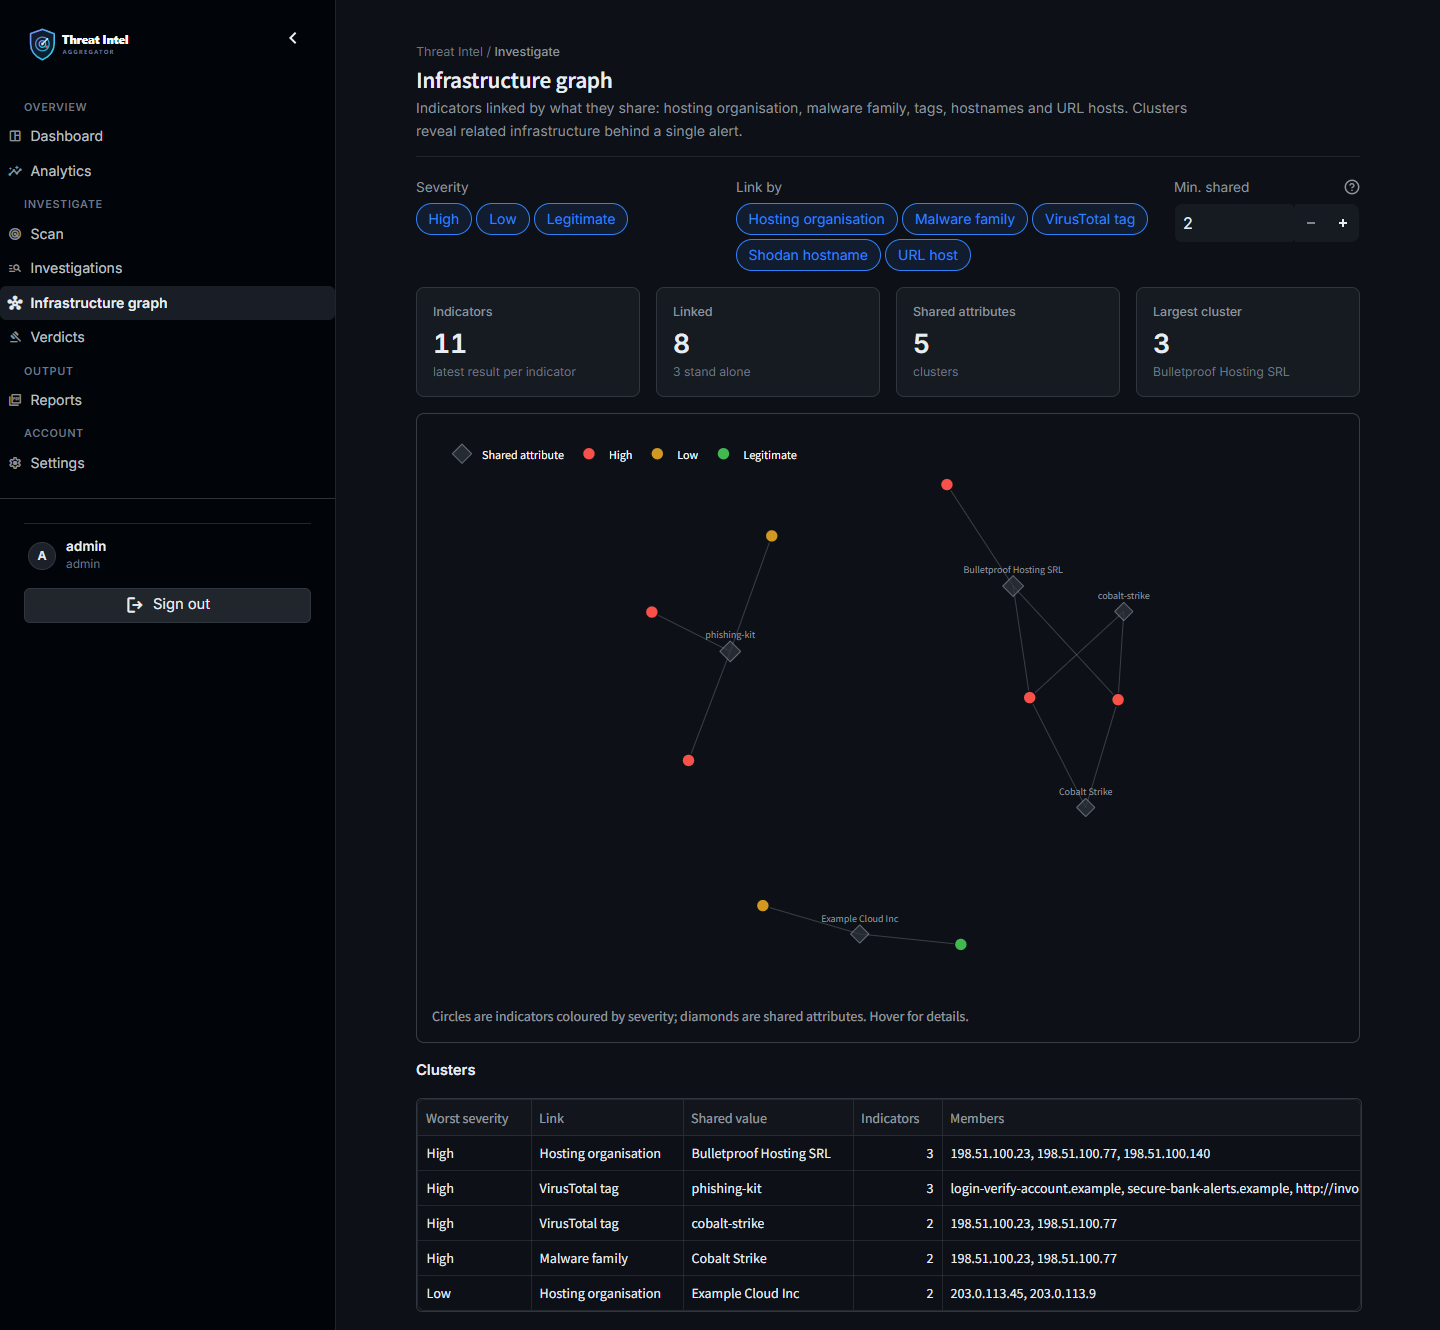 Threat Intel
AGGREGATOR
OVERVIEW
Dashboard
Analytics
INVESTIGATE
Scan
Investigations
Infrastructure graph
Verdicts
OUTPUT
Reports
ACCOUNT
Settings
A
admin
admin
Sign out
Threat Intel / Investigate
Infrastructure graph
Indicators linked by what they share: hosting organisation, malware family, tags, hostnames and URL hosts. Clusters
reveal related infrastructure behind a single alert.
Severity
High Low Legitimate
Link by
Hosting organisation Malware family VirusTotal tag
Shodan hostname URL host
Min. shared
2
Indicators
11
latest result per indicator
Linked
8
3 stand alone
Shared attributes
5
clusters
Largest cluster
3
Bulletproof Hosting SRL
Shared attribute High Low Legitimate
Bulletproof Hosting SRL
cobalt-strike
phishing-kit
Cobalt Strike
Example Cloud Inc
Circles are indicators coloured by severity; diamonds are shared attributes. Hover for details.
Clusters
Worst severity Link Shared value Indicators Members
High Hosting organisation Bulletproof Hosting SRL 3 198.51.100.23, 198.51.100.77, 198.51.100.140
High VirusTotal tag phishing-kit 3 login-verify-account.example, secure-bank-alerts.example, http://invo
High VirusTotal tag cobalt-strike 2 198.51.100.23, 198.51.100.77
High Malware family Cobalt Strike 2 198.51.100.23, 198.51.100.77
Low Hosting organisation Example Cloud Inc 2 203.0.113.45, 203.0.113.9